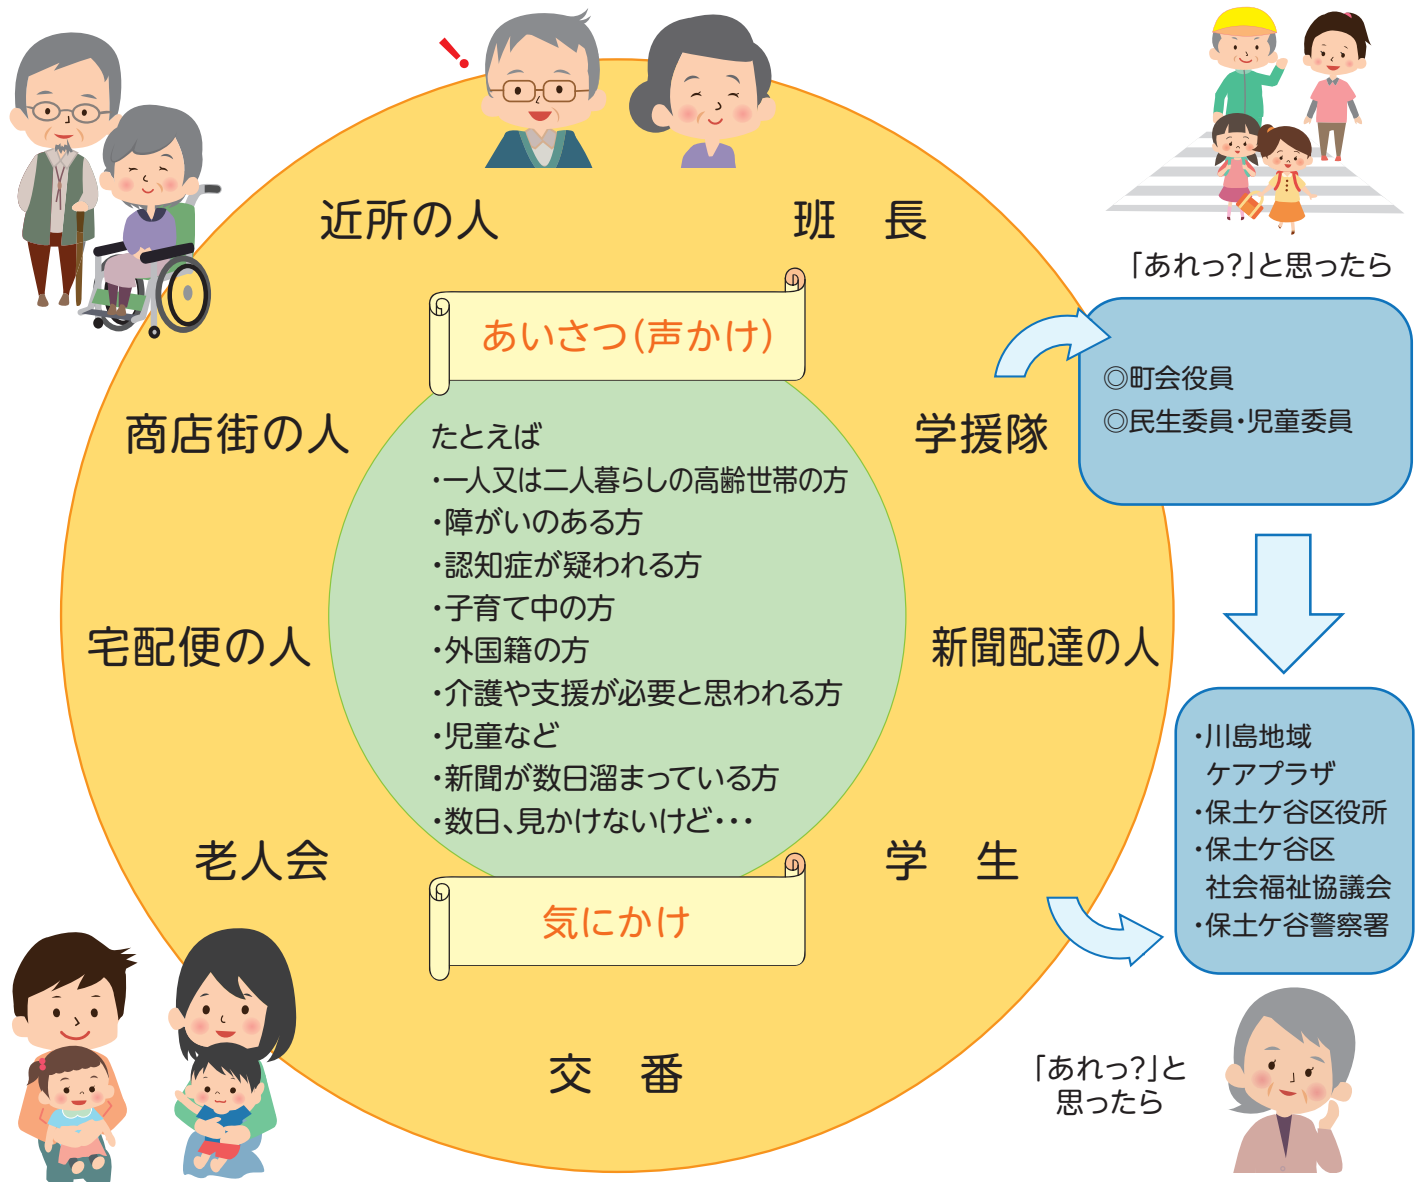 近所の人
班　長
「あれっ?」と思ったら
あいさつ(声かけ)
◎町会役員
◎民生委員・児童委員
商店街の人
学援隊
たとえば
・一人又は二人暮らしの高齢世帯の方
・障がいのある方
・認知症が疑われる方
・子育て中の方
・外国籍の方
・介護や支援が必要と思われる方
・児童など
・新聞が数日溜まっている方
・数日、見かけないけど・・・
宅配便の人
新聞配達の人
・川島地域
ケアプラザ
・保土ケ谷区役所
・保土ケ谷区
社会福祉協議会
・保土ケ谷警察署
老人会
学　生
気にかけ
交　番
「あれっ?」と
思ったら